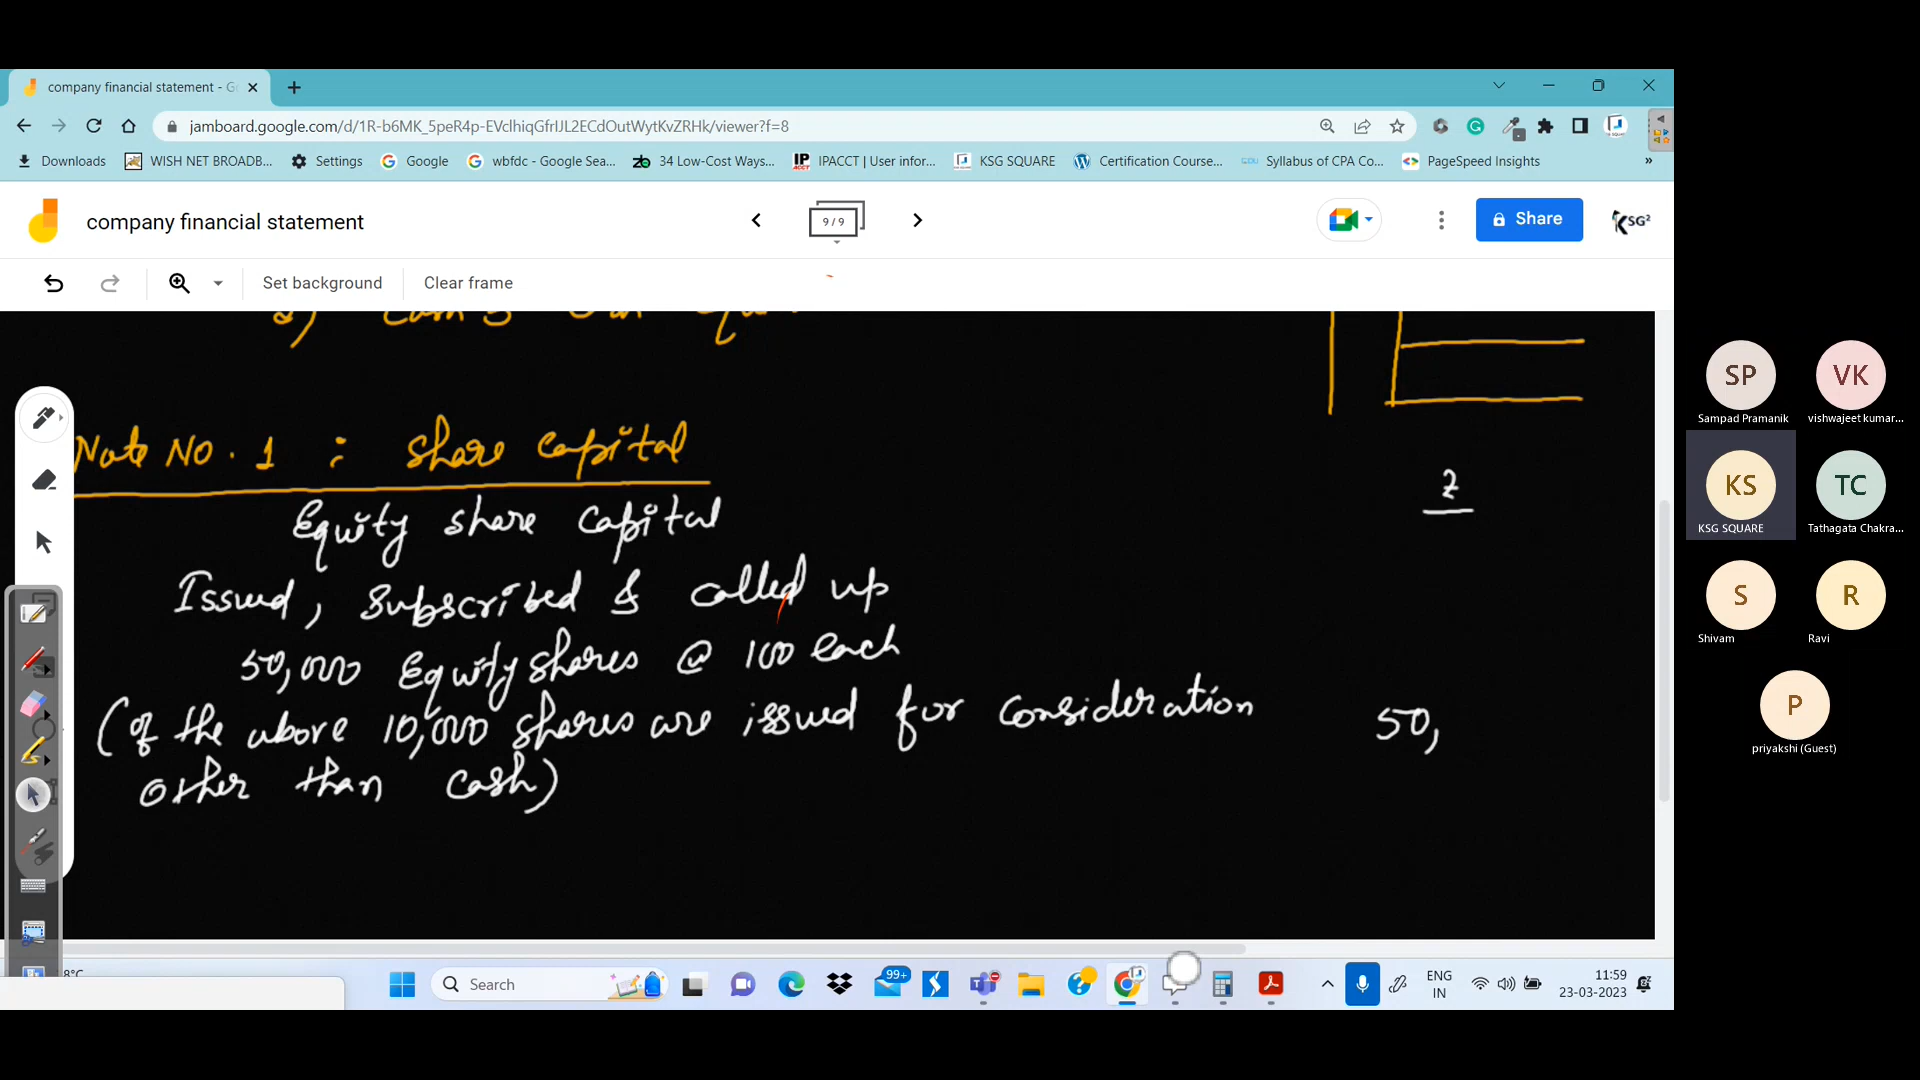 company financial statement - G
jamboard.google.com/d/1R-b6MK_5peR4p-EVclhiqGfrIJL2ECdOutWytKvZRHk/viewer?f=8
Downloads WISH NET BROADB... Settings Google wbfdc - Google Sea... 34 Low-Cost Ways... IPACCT | User infor... KSG SQUARE Certification Course... Syllabus of CPA Co... PageSpeed Insights »
company financial statement
9 / 9
Share
KSG²
Set background Clear frame
Note No. 1 : Share Capital
Equity share Capital
Issued, Subscribed & called up
50,000 Equity shares @ 100 each
(of the above 10,000 shares are issued for consideration 50,
other than cash)
SP VK
Sampad Pramanik vishwajeet kumar...
KS TC
KSG SQUARE Tathagata Chakra...
S R
Shivam Ravi
P
priyakshi (Guest)
8°C
Search
99+
ENG
IN
11:59
23-03-2023